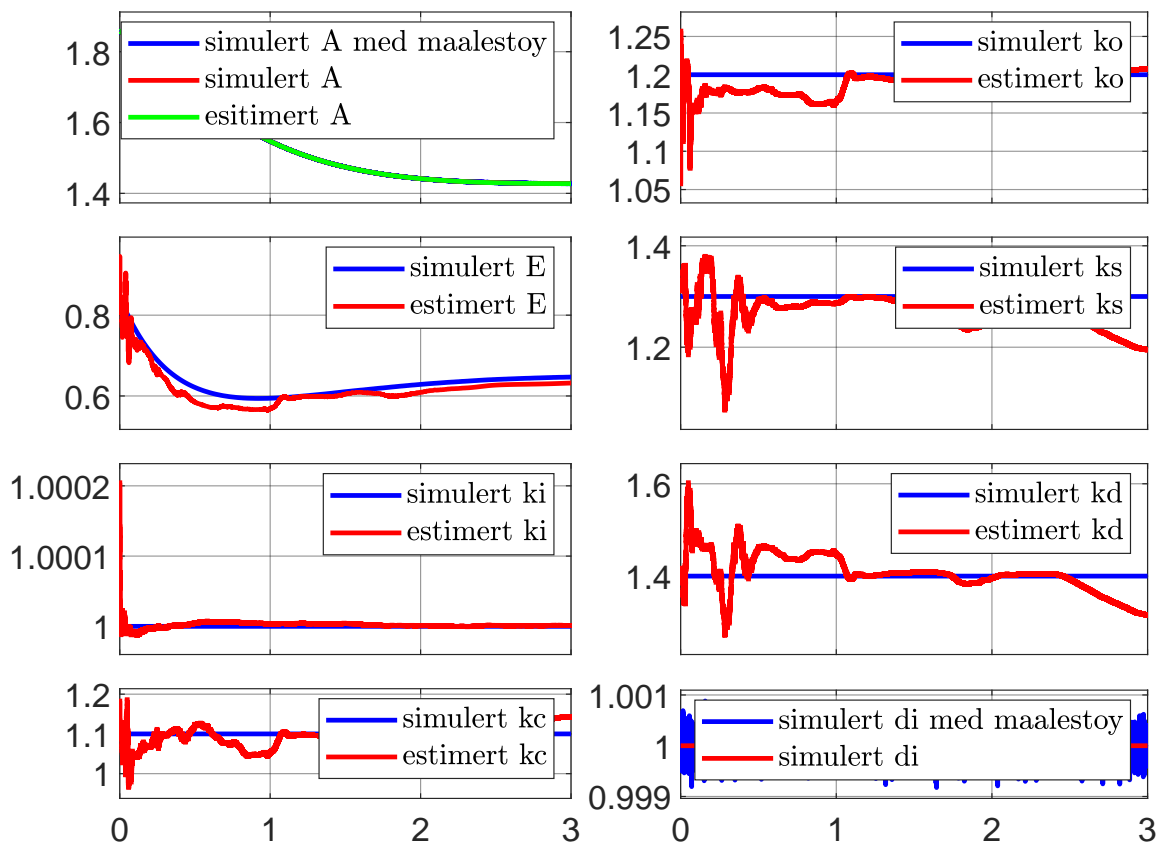 1.8
1.6
1.4
simulert A med maalestoy
simulert A
esitimert A
1.25
1.2
1.15
1.1
1.05
simulert ko
estimert ko
0.8
0.6
simulert E
estimert E
1.4
1.2
simulert ks
estimert ks
1.0002
1.0001
1
simulert ki
estimert ki
1.6
1.4
simulert kd
estimert kd
1.2
1.1
1
simulert kc
estimert kc
0 1 2 3
1.001
1
0.999
simulert di med maalestoy
simulert di
0 1 2 3